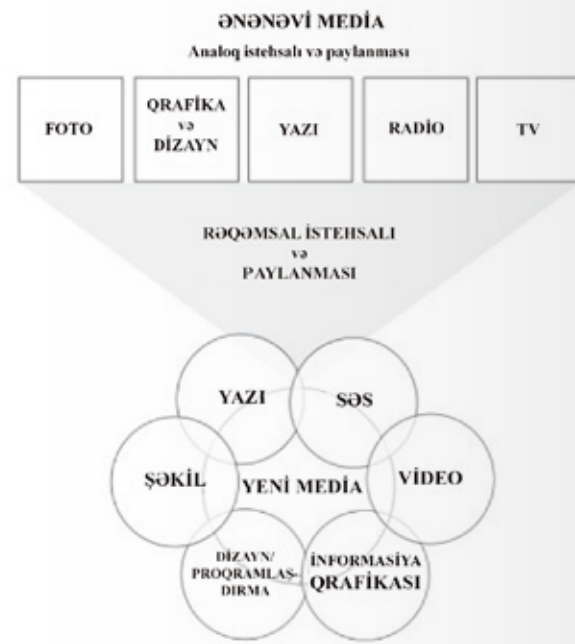 ƏNƏNƏVİ MEDİA
Analoq istehsalı və paylanması
FOTO
QRAFİKA
və
DİZAYN
YAZI
RADİO
TV
RƏQƏMSAL İSTEHSALI
və
PAYLANMASI
YAZI
SƏS
ŞƏKİL
YENİ MEDİA
VİDEO
DİZAYN/
PROQRAMLAŞ-
DIRMA
İNFORMASİYA
QRAFİKASI